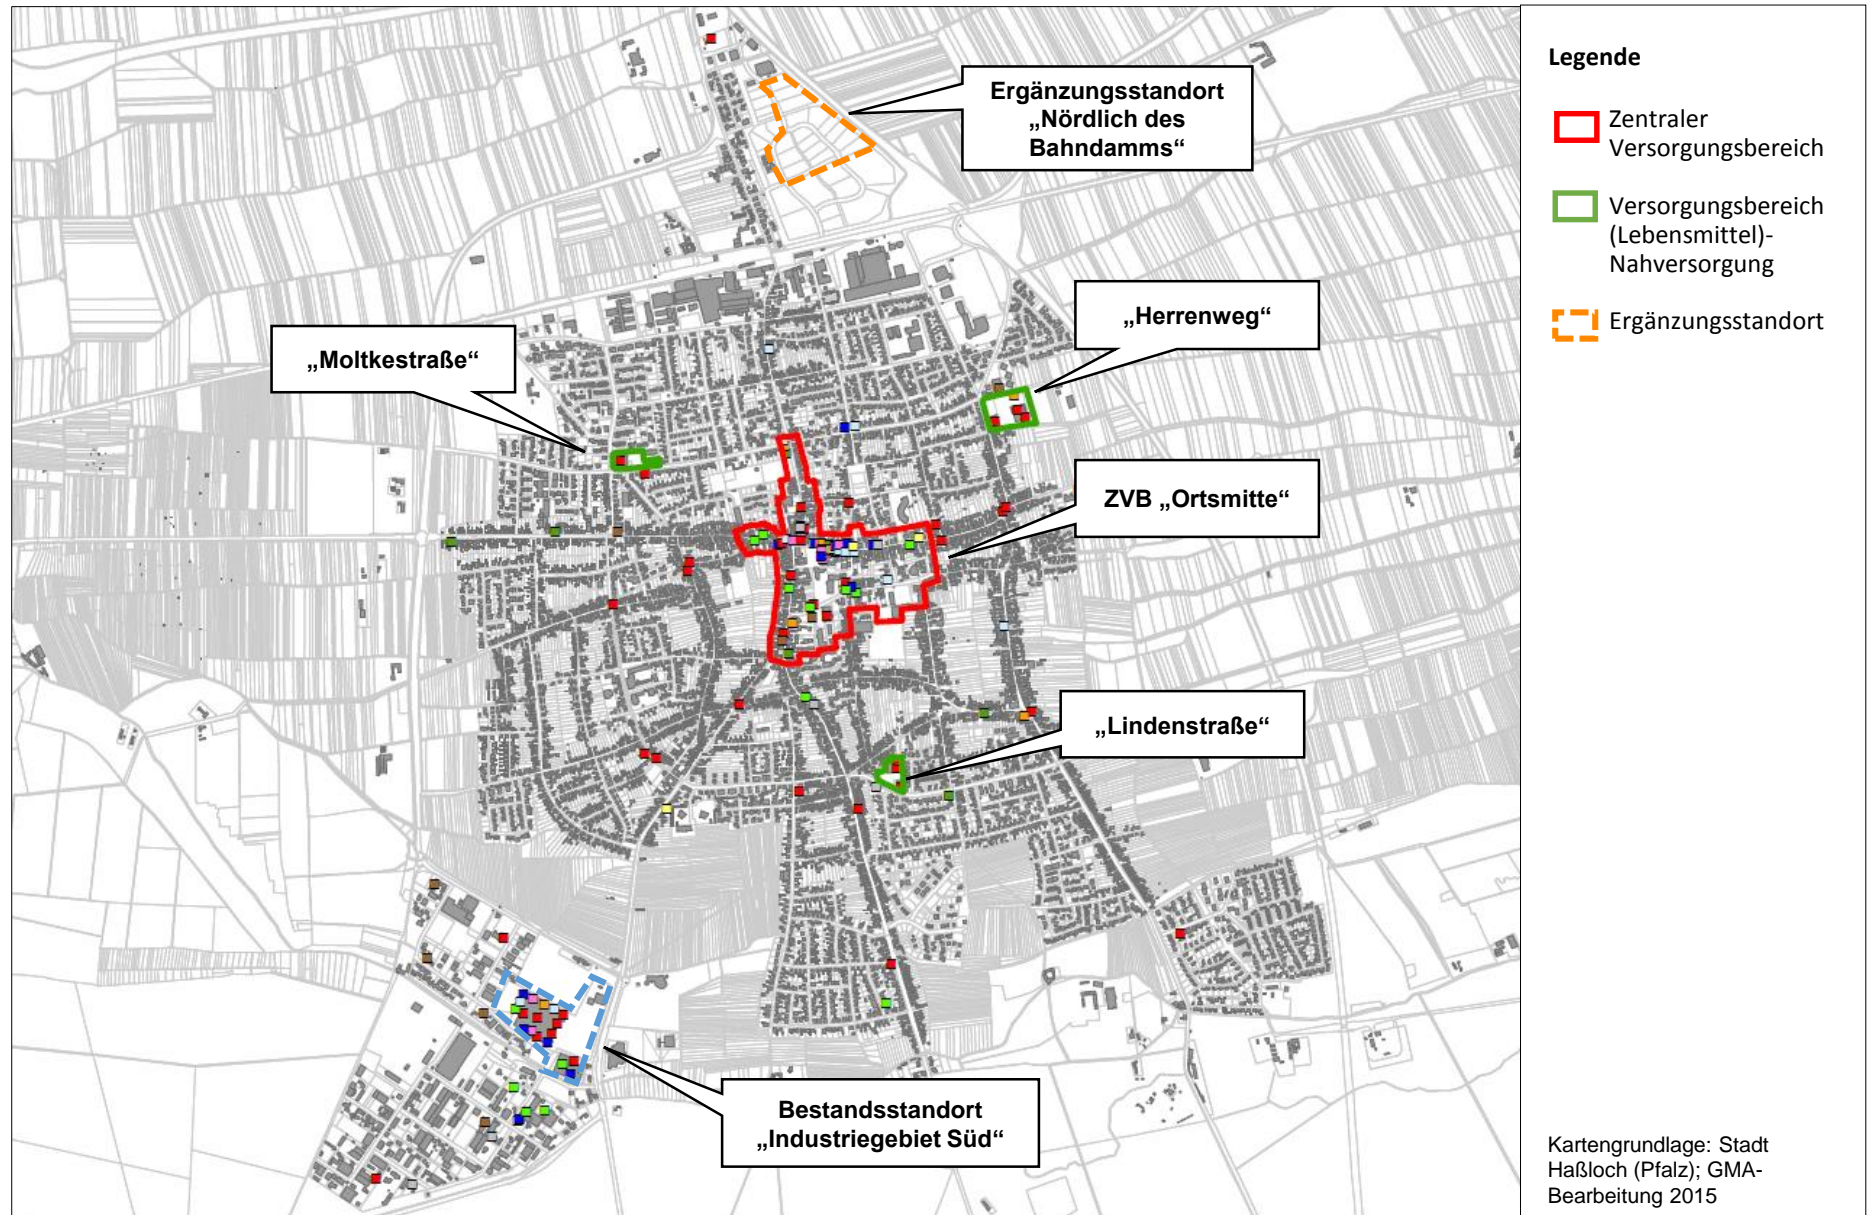 Ergänzungsstandort
„Nördlich des
Bahndamms“
„Herrenweg“
„Moltkestraße“
ZVB „Ortsmitte“
„Lindenstraße“
Bestandsstandort
„Industriegebiet Süd“
Legende
Zentraler
Versorgungsbereich
Versorgungsbereich
(Lebensmittel)-
Nahversorgung
Ergänzungsstandort
Kartengrundlage: Stadt
Haßloch (Pfalz); GMA-
Bearbeitung 2015